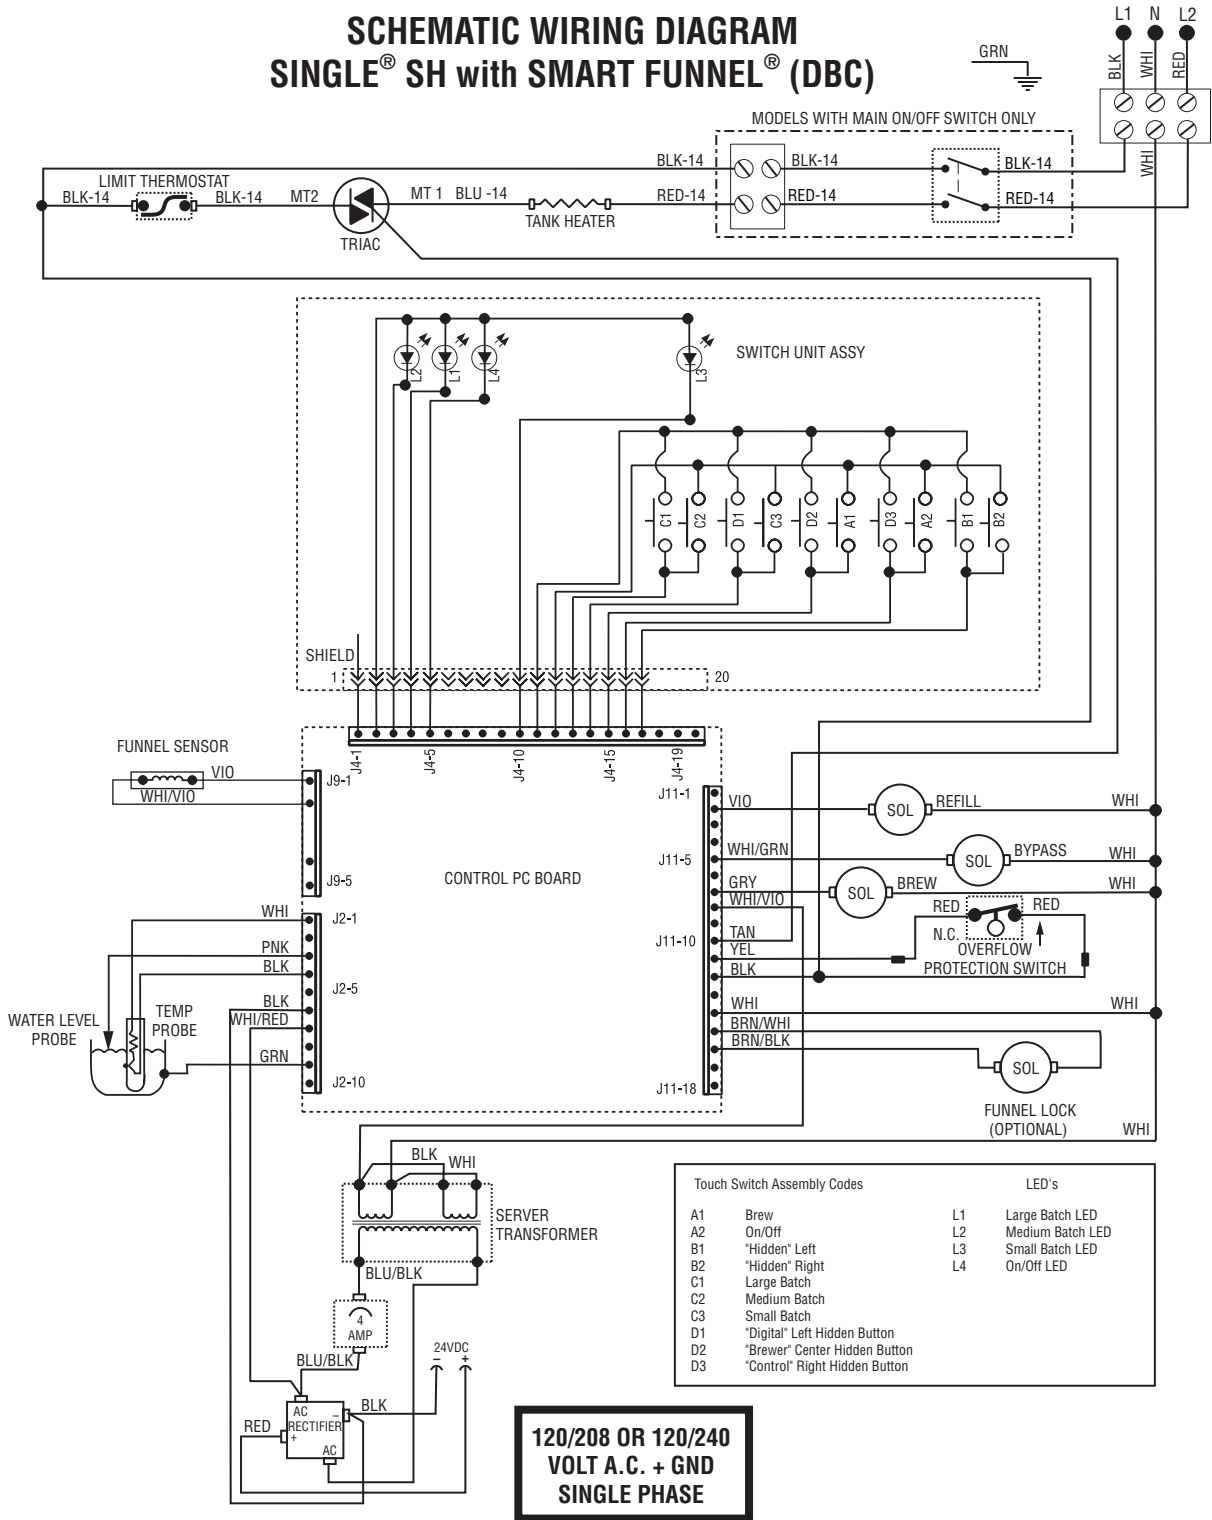 SCHEMATIC WIRING DIAGRAM
SINGLE® SH with SMART FUNNEL® (DBC)
GRN
L1 N L2
BLK
WHI
RED
WHI
MODELS WITH MAIN ON/OFF SWITCH ONLY
BLK-14
BLK-14
BLK-14
LIMIT THERMOSTAT
BLK-14
BLK-14
MT2
MT 1
BLU -14
RED-14
RED-14
RED-14
TRIAC
TANK HEATER
SWITCH UNIT ASSY
L2
L1
L4
L3
C1
C2
D1
C3
D2
A1
D3
A2
B1
B2
SHIELD
1
20
J4-1
J4-5
J4-10
J4-15
J4-19
FUNNEL SENSOR
VIO
WHI/VIO
J9-1
J9-5
CONTROL PC BOARD
J11-1
VIO
SOL
REFILL
WHI
J11-5
WHI/GRN
SOL
BYPASS
WHI
GRY
SOL
BREW
WHI
WHI/VIO
RED
RED
N.C.
OVERFLOW
PROTECTION SWITCH
J11-10
TAN
YEL
BLK
WHI
WHI
BRN/WHI
BRN/BLK
J11-18
SOL
FUNNEL LOCK
(OPTIONAL)
WHI
WHI
J2-1
PNK
BLK
J2-5
BLK
WHI/RED
GRN
J2-10
WATER LEVEL
PROBE
TEMP
PROBE
BLK
WHI
SERVER
TRANSFORMER
BLU/BLK
4
AMP
BLU/BLK
24VDC
- +
BLK
RED
AC
-
RECTIFIER
+
AC
Touch Switch Assembly Codes LED's
A1 Brew L1 Large Batch LED
A2 On/Off L2 Medium Batch LED
B1 "Hidden" Left L3 Small Batch LED
B2 "Hidden" Right L4 On/Off LED
C1 Large Batch
C2 Medium Batch
C3 Small Batch
D1 "Digital" Left Hidden Button
D2 "Brewer" Center Hidden Button
D3 "Control" Right Hidden Button
120/208 OR 120/240
VOLT A.C. + GND
SINGLE PHASE